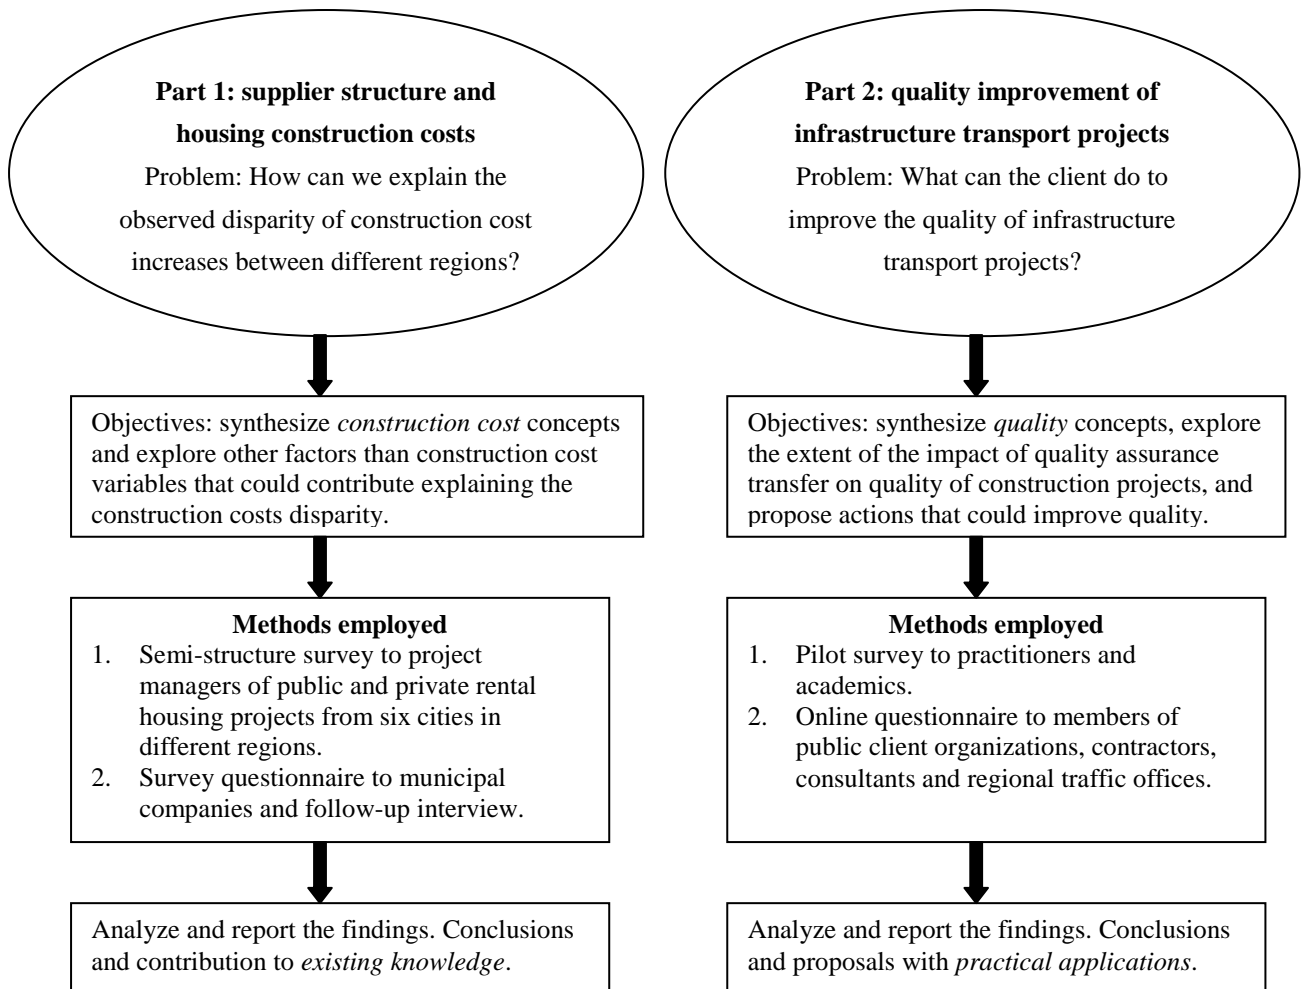 Part 1: supplier structure and
housing construction costs
Problem: How can we explain the
observed disparity of construction cost
increases between different regions?
Objectives: synthesize construction cost concepts
and explore other factors than construction cost
variables that could contribute explaining the
construction costs disparity.
Methods employed
1. Semi-structure survey to project
managers of public and private rental
housing projects from six cities in
different regions.
2. Survey questionnaire to municipal
companies and follow-up interview.
Analyze and report the findings. Conclusions
and contribution to existing knowledge.
Part 2: quality improvement of
infrastructure transport projects
Problem: What can the client do to
improve the quality of infrastructure
transport projects?
Objectives: synthesize quality concepts, explore
the extent of the impact of quality assurance
transfer on quality of construction projects, and
propose actions that could improve quality.
Methods employed
1. Pilot survey to practitioners and
academics.
2. Online questionnaire to members of
public client organizations, contractors,
consultants and regional traffic offices.
Analyze and report the findings. Conclusions
and proposals with practical applications.